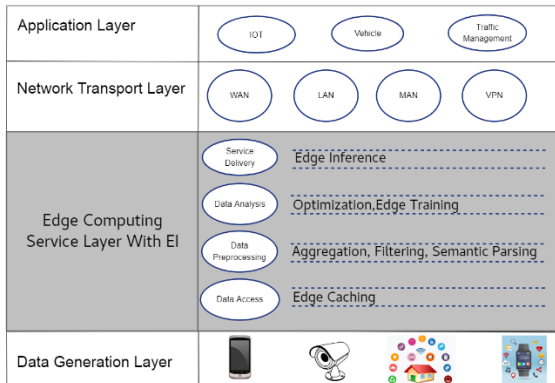 Application Layer
IOT
Vehicle
Traffic
Management
Network Transport Layer
WAN
LAN
MAN
VPN
Edge Computing
Service Layer With EI
Service
Delivery
Edge Inference
Data Analysis
Optimization,Edge Training
Data
Preprocessing
Aggregation, Filtering, Semantic Parsing
Data Access
Edge Caching
Data Generation Layer